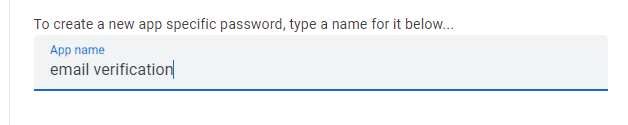 To create a new app specific password, type a name for it below...
App name
email verification